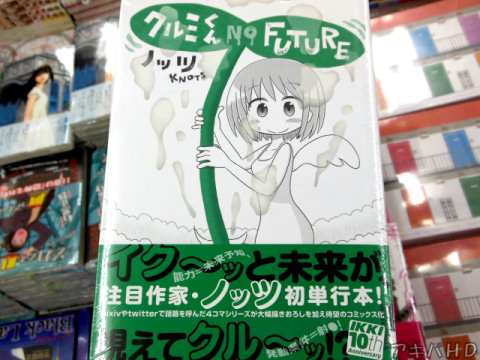 クルミくん NO FUTURE
ノッツ
KNOTS
能力=未来予知、
イク〜ッと未来が
注目作家・ノッツ初単行本!
ixivやtwitterで話題を呼んだ4コマシリーズが大幅描きおろしを加え待望のコミックス化
見えてクル〜ッ!?
IKKI
10th
Anniversary
Black La
アキバHD